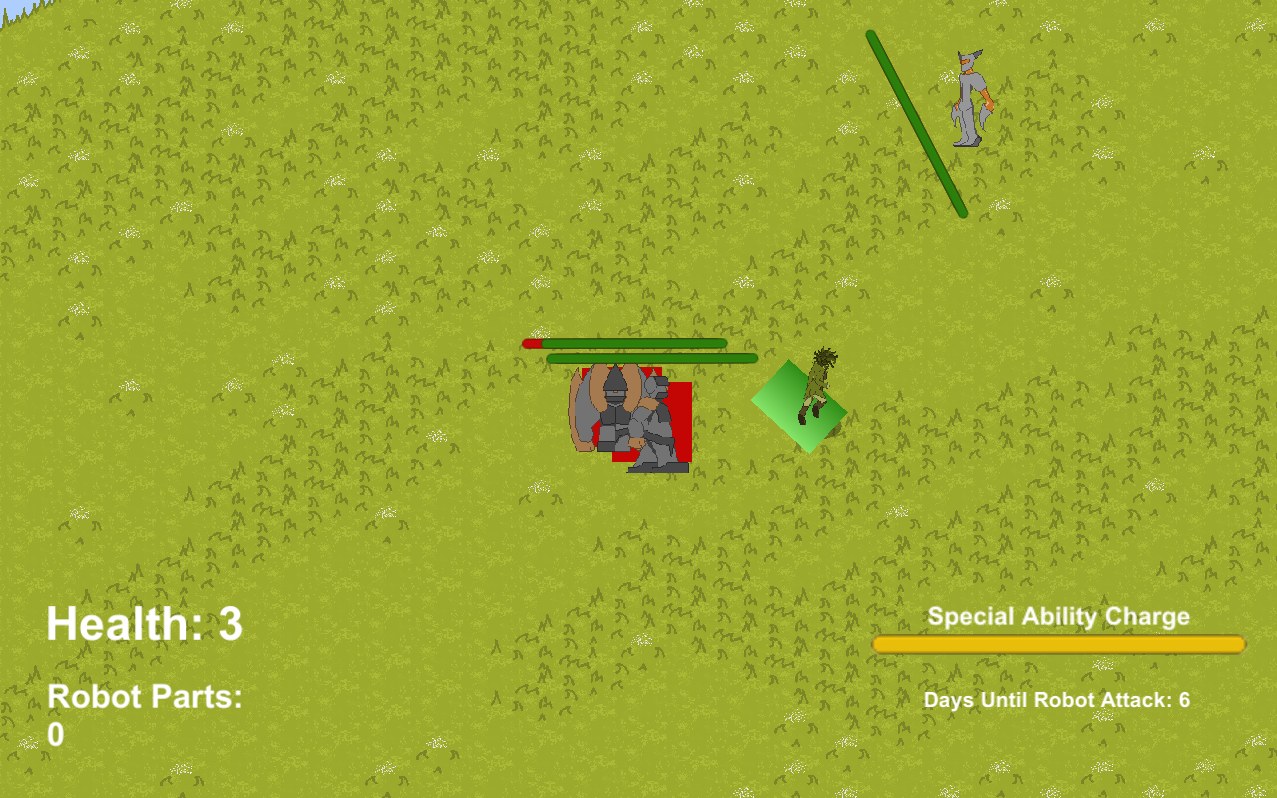 Health: 3
Special Ability Charge
Robot Parts:
0
Days Until Robot Attack: 6